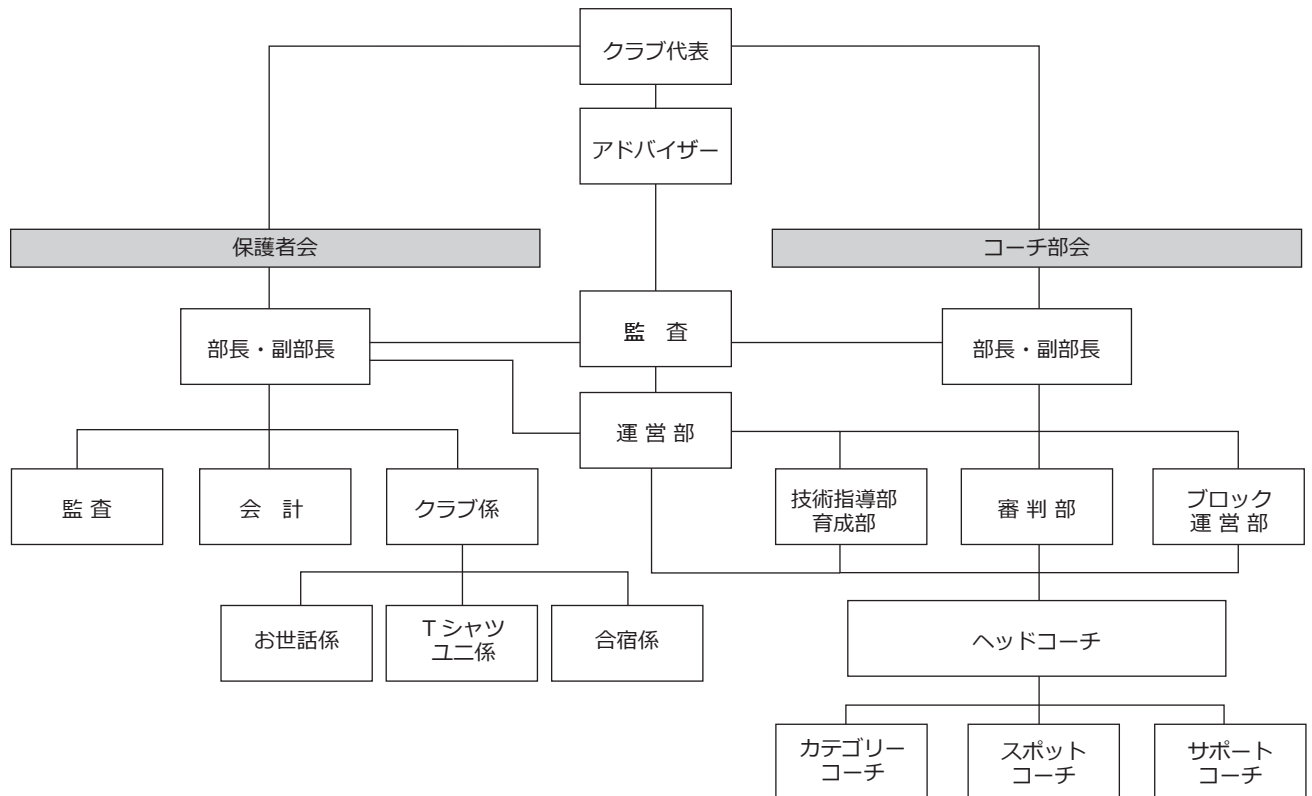 クラブ代表
アドバイザー
保護者会
コーチ部会
部長・副部長
監　査
部長・副部長
運 営 部
監 査
会　計
クラブ係
技術指導部
育成部
審 判 部
ブロック
運 営 部
お世話係
Tシャツ
ユニ係
合宿係
ヘッドコーチ
カテゴリー
コーチ
スポット
コーチ
サポート
コーチ